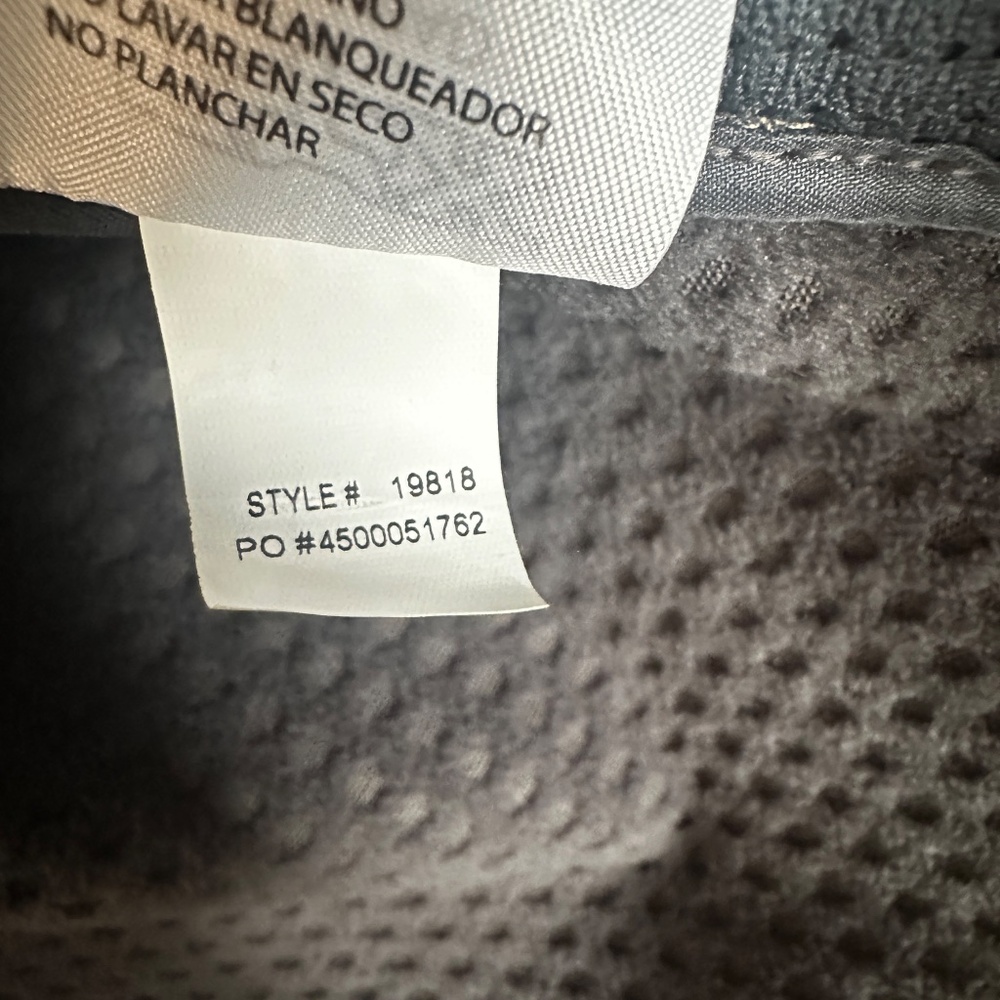 BLANQUEADOR
LAVAR EN SECO
NO PLANCHAR
STYLE # 19818
PO #4500051762